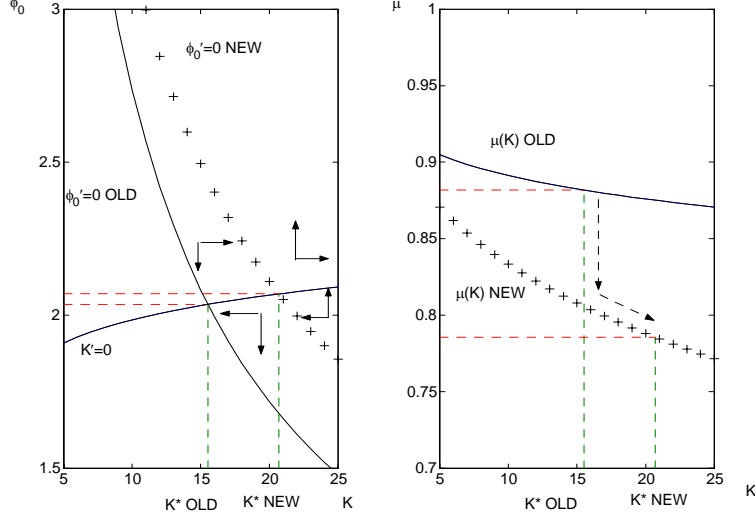 ϕ₀
3
2.5
2
1.5
5
10
15
20
25
K
K* OLD
K* NEW
ϕ₀′=0 NEW
ϕ₀′=0 OLD
K′=0
μ
1
0.95
0.9
0.85
0.8
0.75
0.7
5
10
15
20
25
K
K* OLD
K* NEW
μ(K) OLD
μ(K) NEW